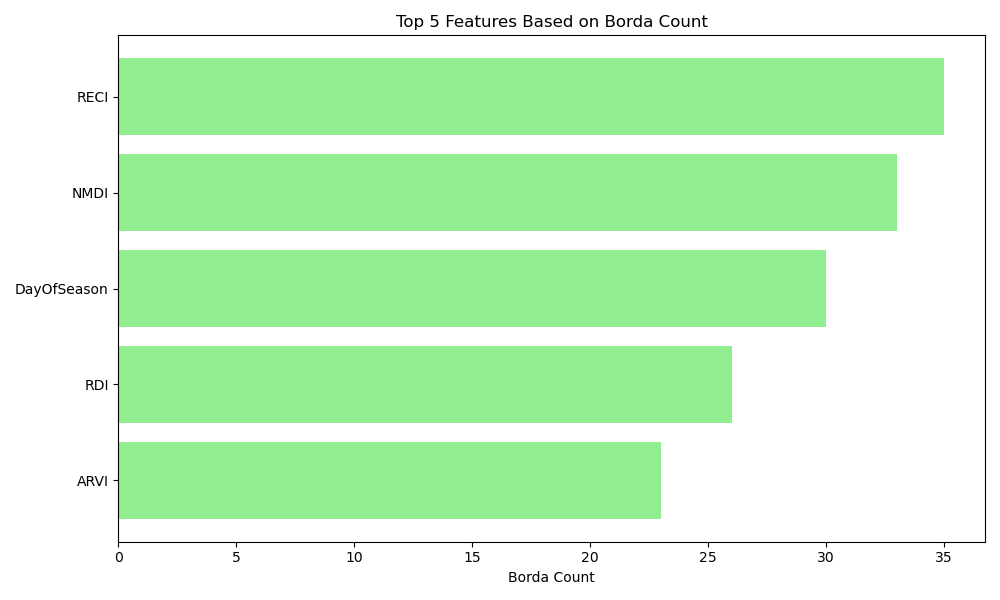 Top 5 Features Based on Borda Count
RECI
NMDI
DayOfSeason
RDI
ARVI
0 5 10 15 20 25 30 35
Borda Count